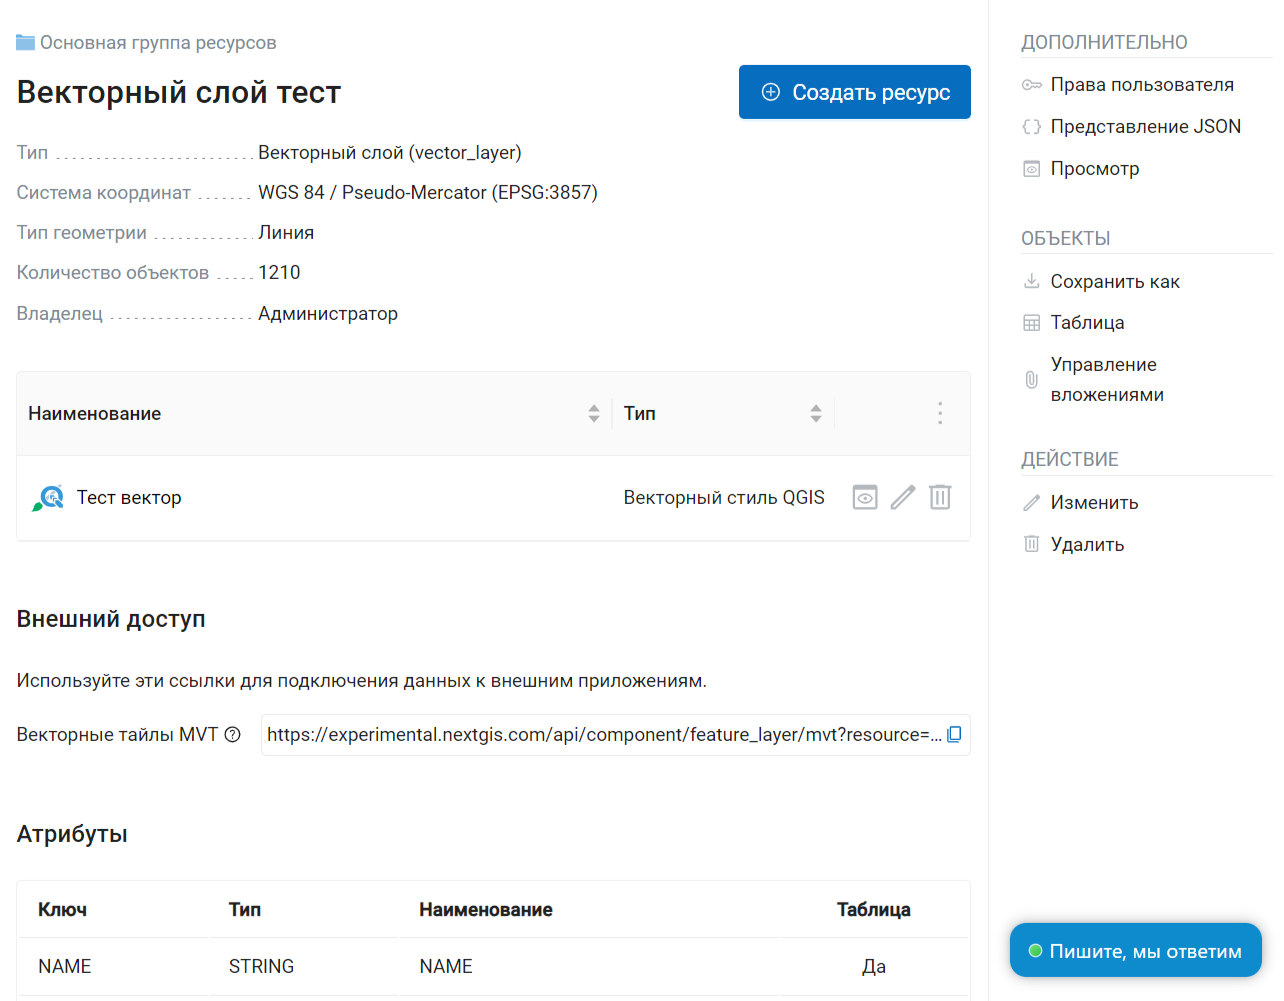 Основная группа ресурсов
Векторный слой тест
Создать ресурс
Тип Векторный слой (vector_layer)
Система координат WGS 84 / Pseudo-Mercator (EPSG:3857)
Тип геометрии Линия
Количество объектов 1210
Владелец Администратор
Наименование Тип
Тест вектор Векторный стиль QGIS
Внешний доступ
Используйте эти ссылки для подключения данных к внешним приложениям.
Векторные тайлы MVT https://experimental.nextgis.com/api/component/feature_layer/mvt?resource=...
Атрибуты
Ключ Тип Наименование Таблица
NAME STRING NAME Да
ДОПОЛНИТЕЛЬНО
Права пользователя
Представление JSON
Просмотр
ОБЪЕКТЫ
Сохранить как
Таблица
Управление
вложениями
ДЕЙСТВИЕ
Изменить
Удалить
Пишите, мы ответим